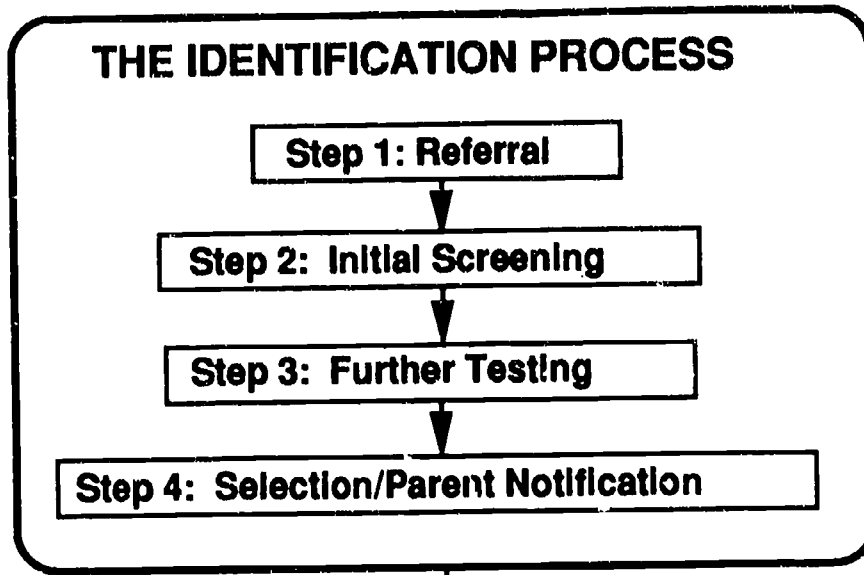 THE IDENTIFICATION PROCESS
Step 1: Referral
Step 2: Initial Screening
Step 3: Further Testing
Step 4: Selection/Parent Notification